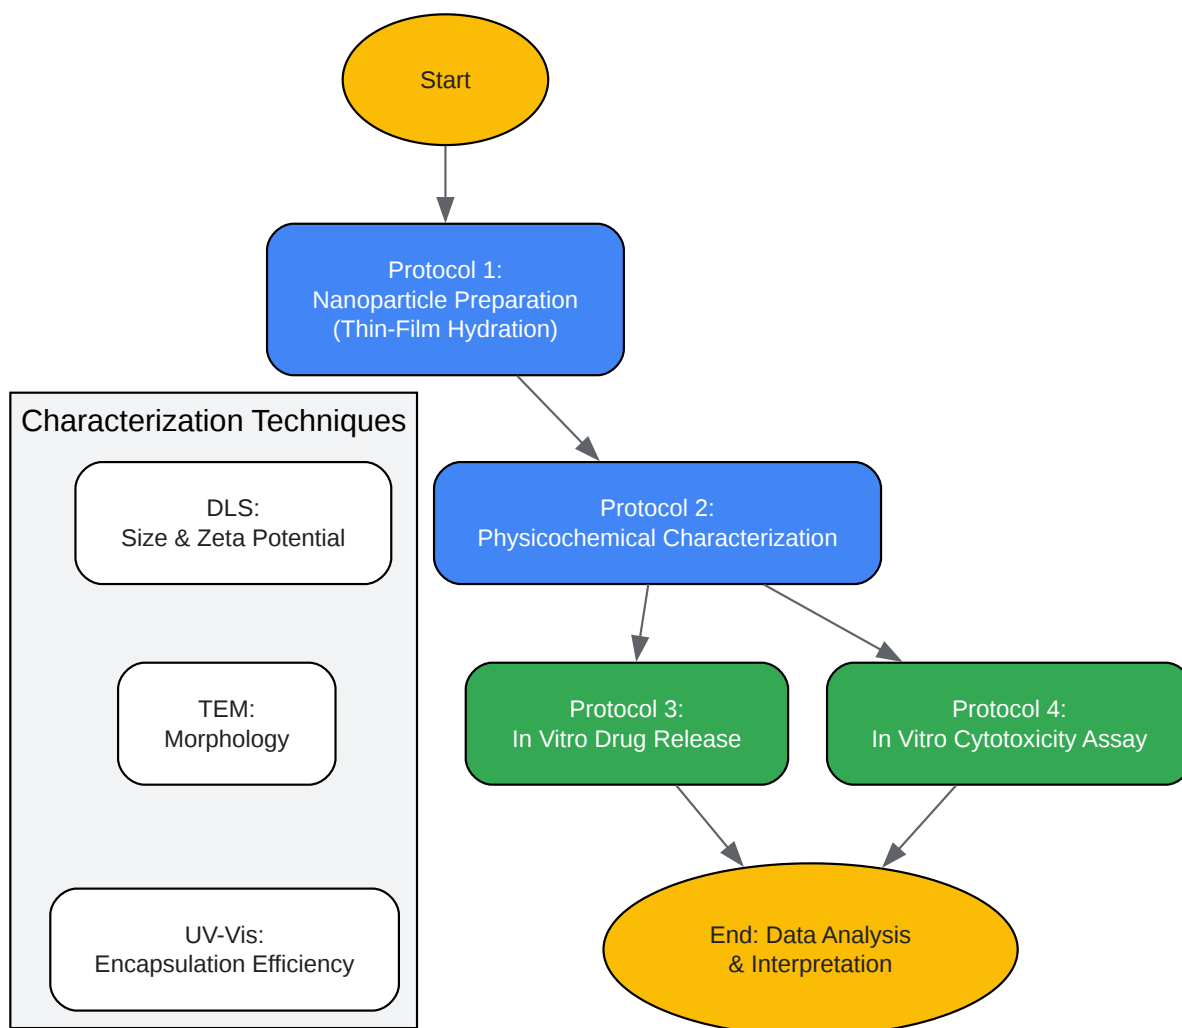 Start
Protocol 1:
Nanoparticle Preparation
(Thin-Film Hydration)
Characterization Techniques
DLS:
Size & Zeta Potential
Protocol 2:
Physicochemical Characterization
TEM:
Morphology
Protocol 3:
In Vitro Drug Release
Protocol 4:
In Vitro Cytotoxicity Assay
UV-Vis:
Encapsulation Efficiency
End: Data Analysis
& Interpretation